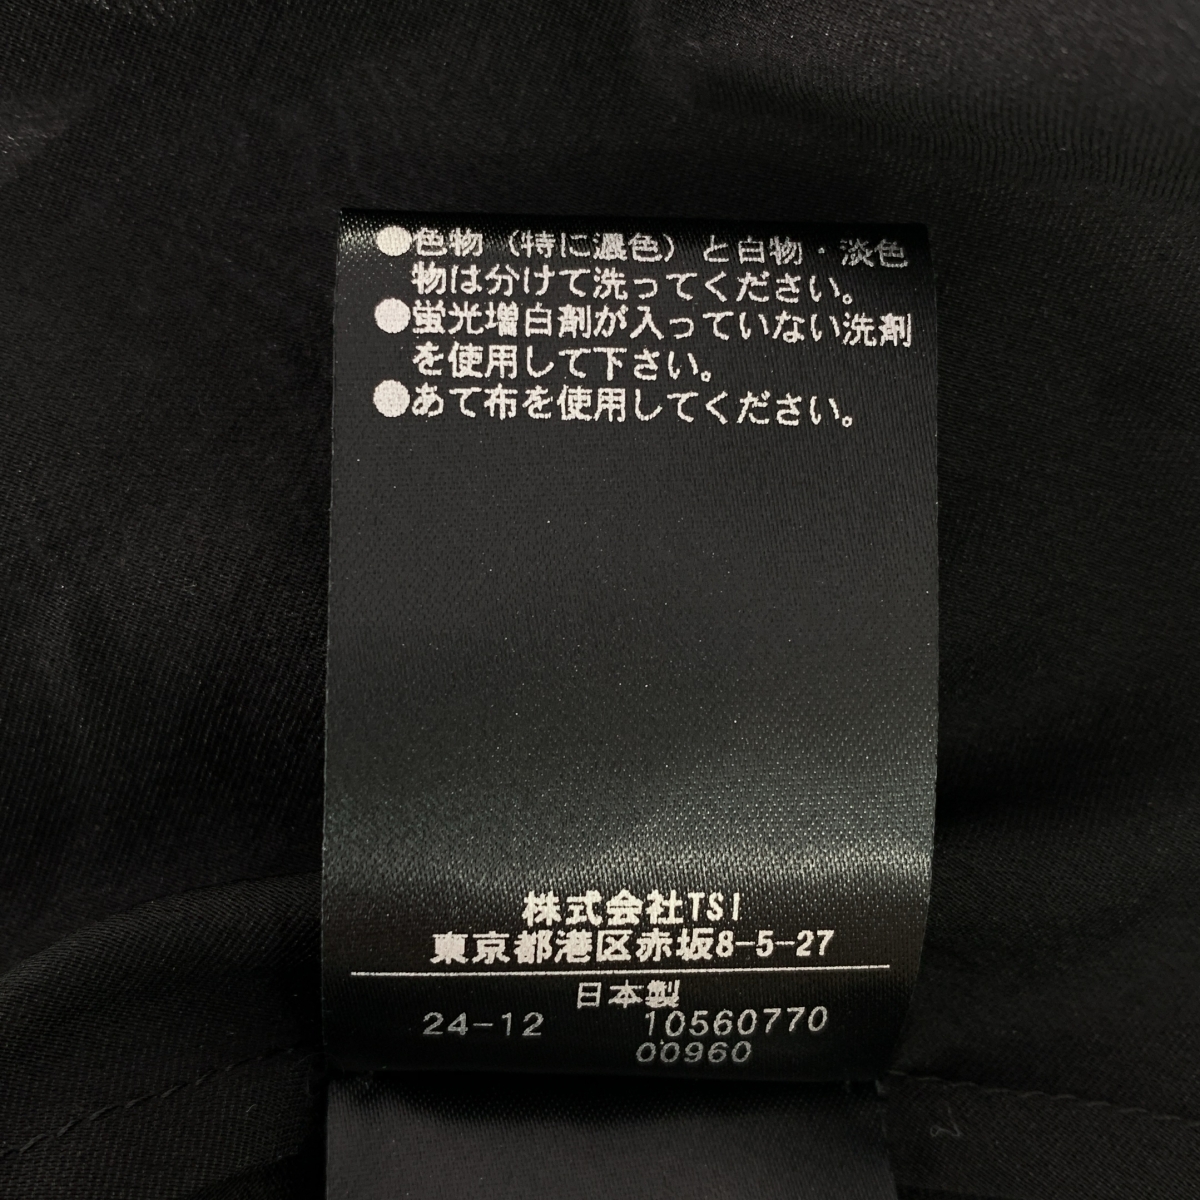 ●色物（特に濃色）と白物・淡色
物は分けて洗ってください。
●蛍光増白剤が入っていない洗剤
を使用して下さい。
●あて布を使用してください。
株式会社TSI
東京都港区赤坂8-5-27
日本製
24-12 10560770
00960